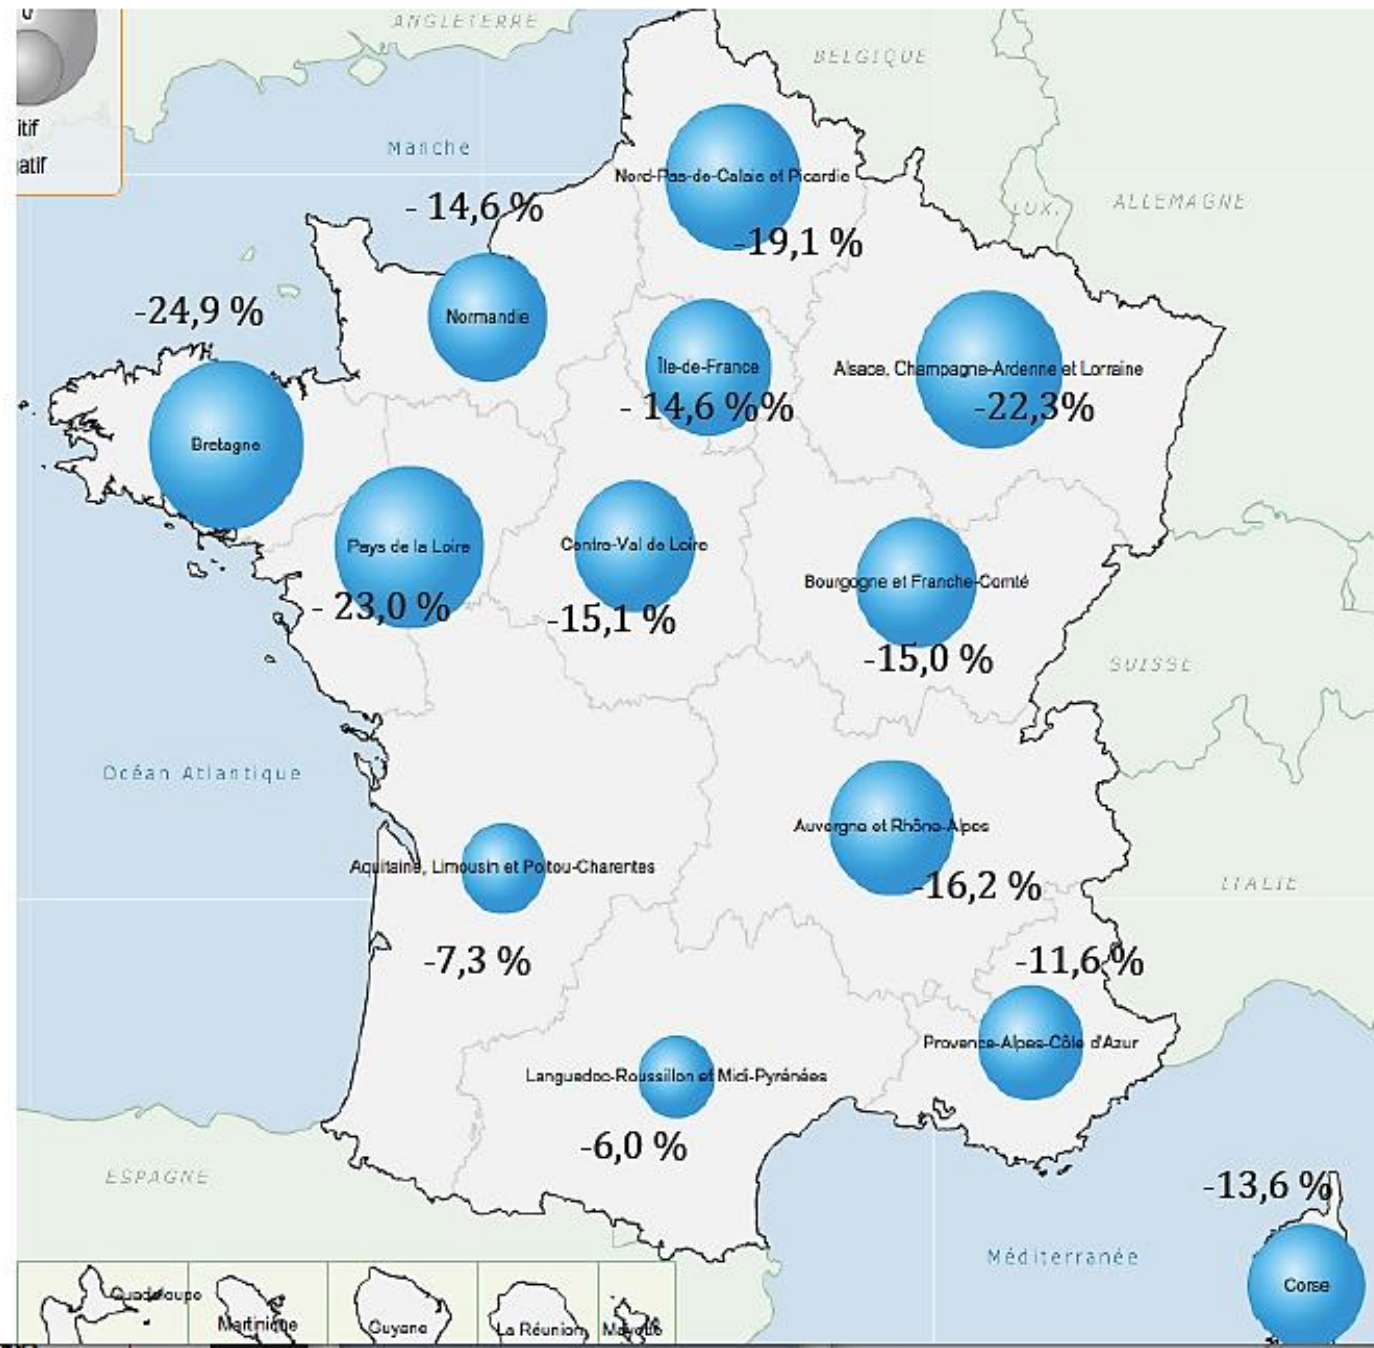 ANGLETERRE
BELGIQUE
itif
atif
Manche
Nord-Pas-de-Calais et Picardie
LUX.
ALLEMAGNE
- 14,6 %
-19,1 %
-24,9 %
Normandie
Île-de-France
Alsace, Champagne-Ardenne et Lorraine
- 14,6 %%
-22,3%
Bretagne
Pays de la Loire
Centre-Val de Loire
Bourgogne et Franche-Comté
- 23,0 %
-15,1 %
-15,0 %
SUISSE
Océan Atlantique
Auvergne et Rhône-Alpes
Aquitaine, Limousin et Poitou-Charentes
-16,2 %
ITALIE
-7,3 %
-11,6 %
Provence-Alpes-Côte d'Azur
Languedoc-Roussillon et Midi-Pyrénées
-6,0 %
ESPAGNE
-13,6 %
Méditerranée
Corse
Guadeloupe
Martinique
Guyane
La Réunion
Mayotte